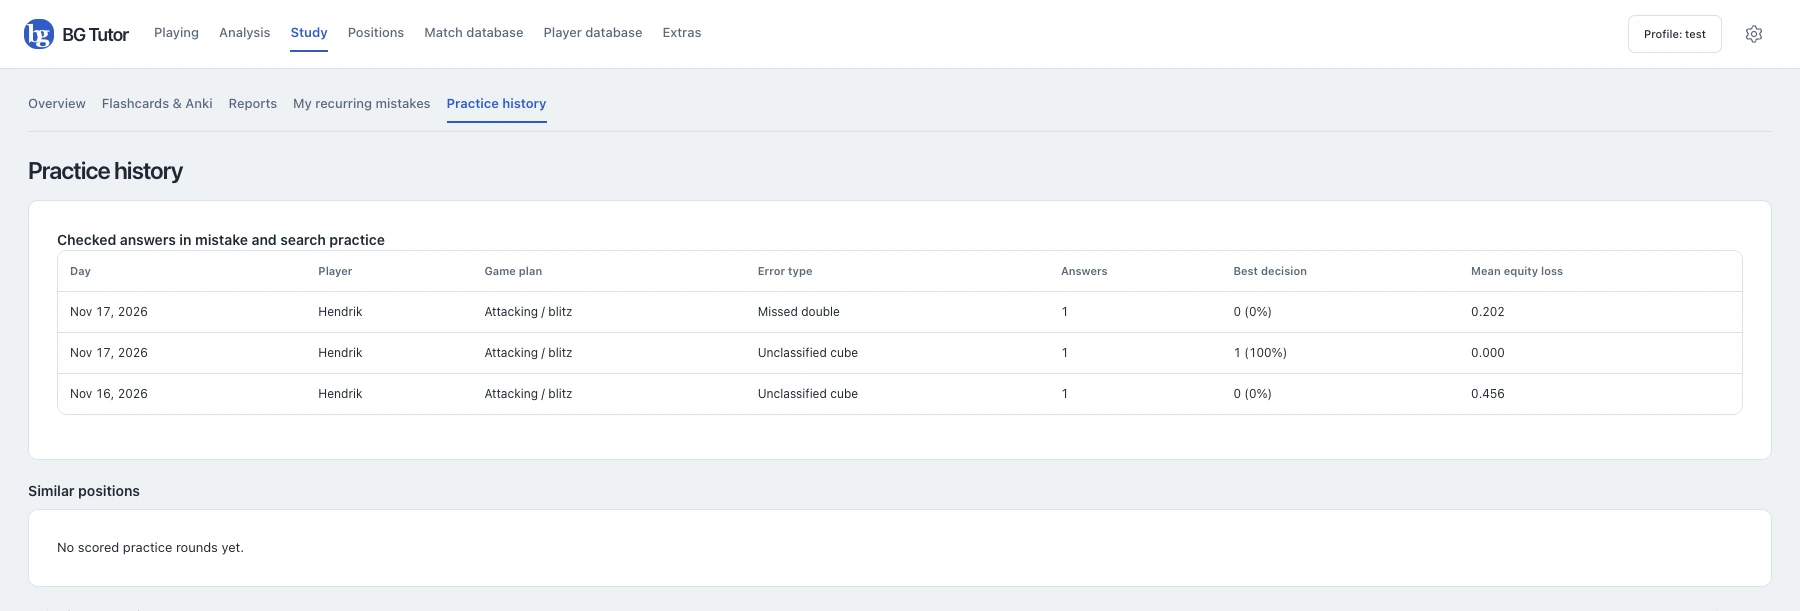 bg BG Tutor Playing Analysis Study Positions Match database Player database Extras Profile: test
Overview Flashcards & Anki Reports My recurring mistakes Practice history
Practice history
Checked answers in mistake and search practice
Day Player Game plan Error type Answers Best decision Mean equity loss
Nov 17, 2026 Hendrik Attacking / blitz Missed double 1 0 (0%) 0.202
Nov 17, 2026 Hendrik Attacking / blitz Unclassified cube 1 1 (100%) 0.000
Nov 16, 2026 Hendrik Attacking / blitz Unclassified cube 1 0 (0%) 0.456
Similar positions
No scored practice rounds yet.